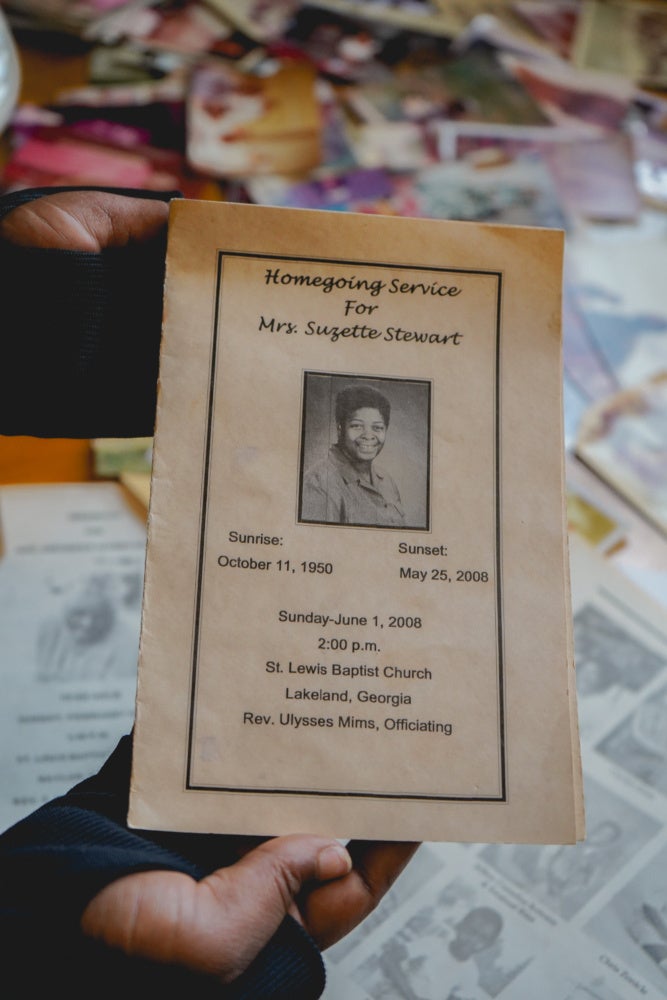 Homegoing Service
For
Mrs. Suzette Stewart
Sunrise:
October 11, 1950
Sunset:
May 25, 2008
Sunday-June 1, 2008
2:00 p.m.
St. Lewis Baptist Church
Lakeland, Georgia
Rev. Ulysses Mims, Officiating